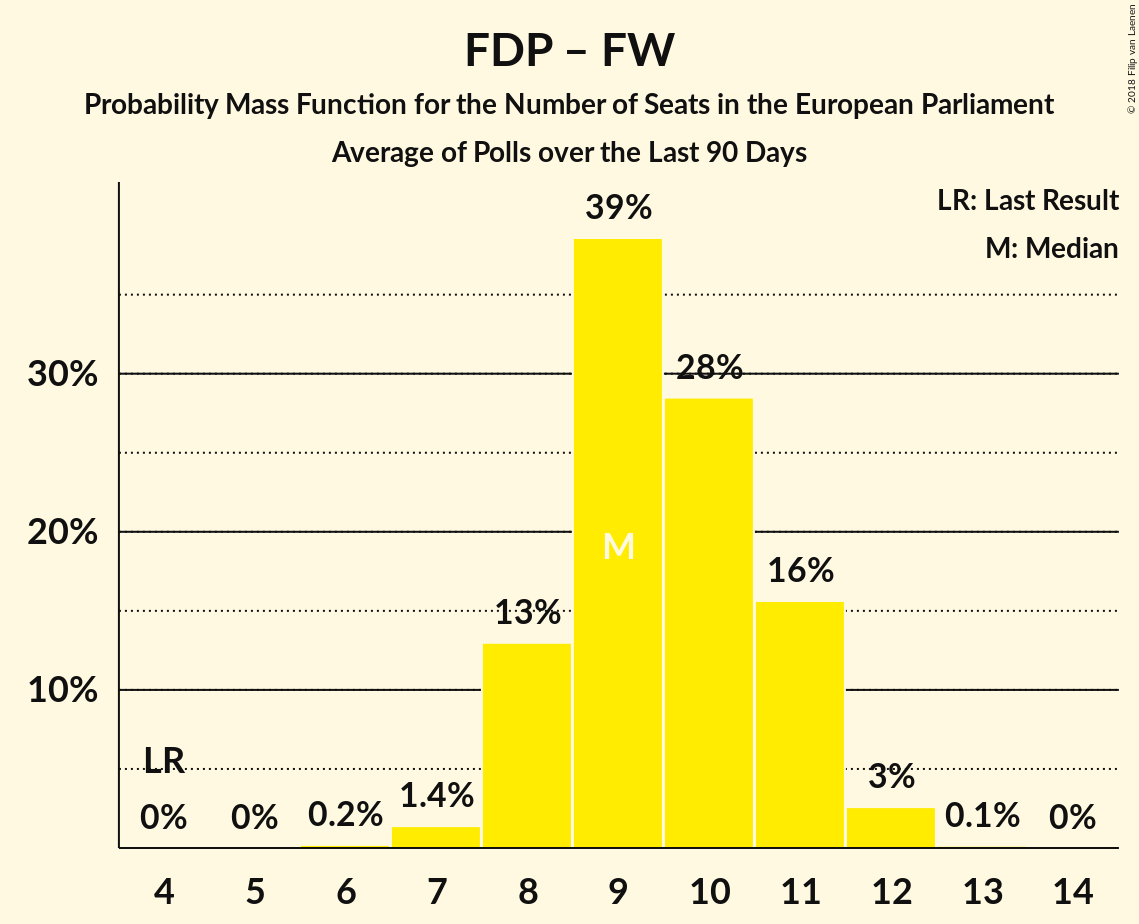 FDP – FW
Probability Mass Function for the Number of Seats in the European Parliament
Average of Polls over the Last 90 Days
© 2018 Filip van Laenen
LR: Last Result
M: Median
39%
28%
16%
13%
3%
1.4%
0.2%
0.1%
0%
0%
0%
LR
M
30%
20%
10%
4 5 6 7 8 9 10 11 12 13 14